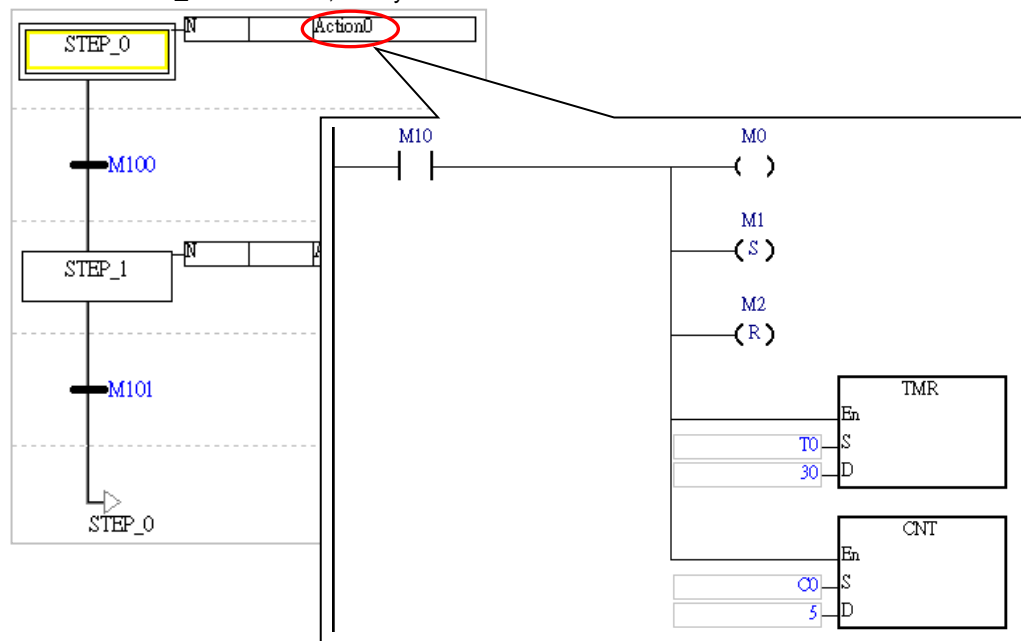 N Action0
STEP_0
M100
N
STEP_1
M101
STEP_0
M10 M0
( )
M1
( S )
M2
( R )
TMR
En
T0 S
30 D
CNT
En
C0 S
5 D